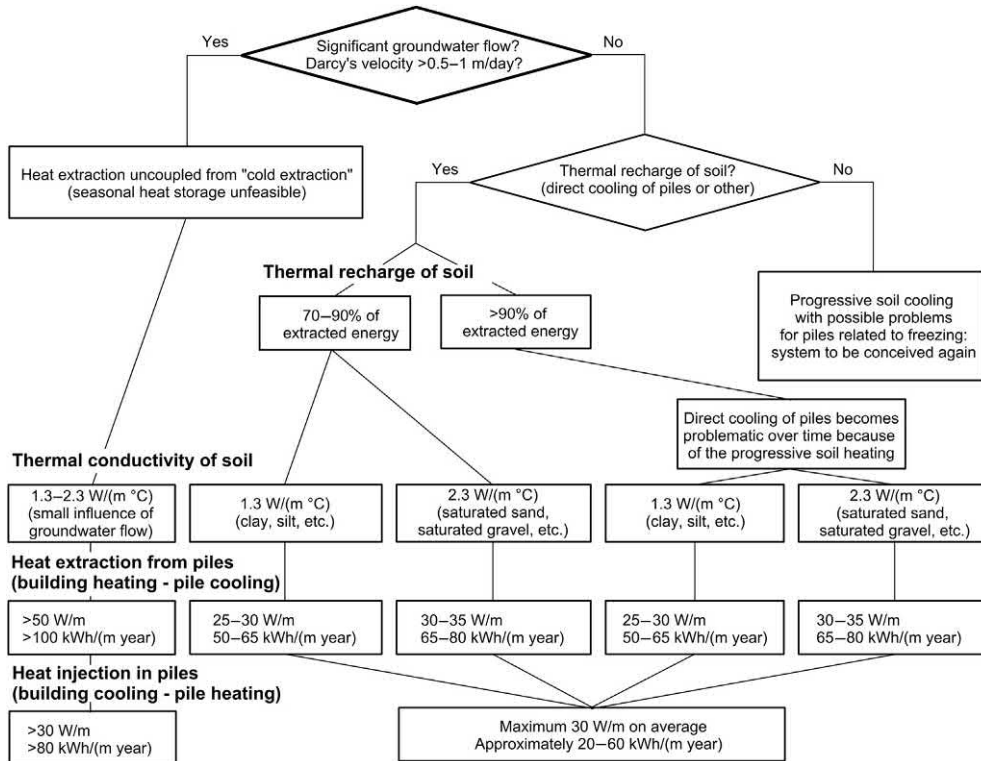 Yes
Significant groundwater flow?
Darcy's velocity >0.5–1 m/day?
No
Heat extraction uncoupled from "cold extraction"
(seasonal heat storage unfeasible)
Yes
Thermal recharge of soil?
(direct cooling of piles or other)
No
Thermal recharge of soil
70–90% of
extracted energy
>90% of
extracted energy
Progressive soil cooling
with possible problems
for piles related to freezing:
system to be conceived again
Direct cooling of piles becomes
problematic over time because
of the progressive soil heating
Thermal conductivity of soil
1.3–2.3 W/(m °C)
(small influence of
groundwater flow)
1.3 W/(m °C)
(clay, silt, etc.)
2.3 W/(m °C)
(saturated sand,
saturated gravel, etc.)
1.3 W/(m °C)
(clay, silt, etc.)
2.3 W/(m °C)
(saturated sand,
saturated gravel, etc.)
Heat extraction from piles
(building heating - pile cooling)
>50 W/m
>100 kWh/(m year)
25–30 W/m
50–65 kWh/(m year)
30–35 W/m
65–80 kWh/(m year)
25–30 W/m
50–65 kWh/(m year)
30–35 W/m
65–80 kWh/(m year)
Heat injection in piles
(building cooling - pile heating)
>30 W/m
>80 kWh/(m year)
Maximum 30 W/m on average
Approximately 20–60 kWh/(m year)